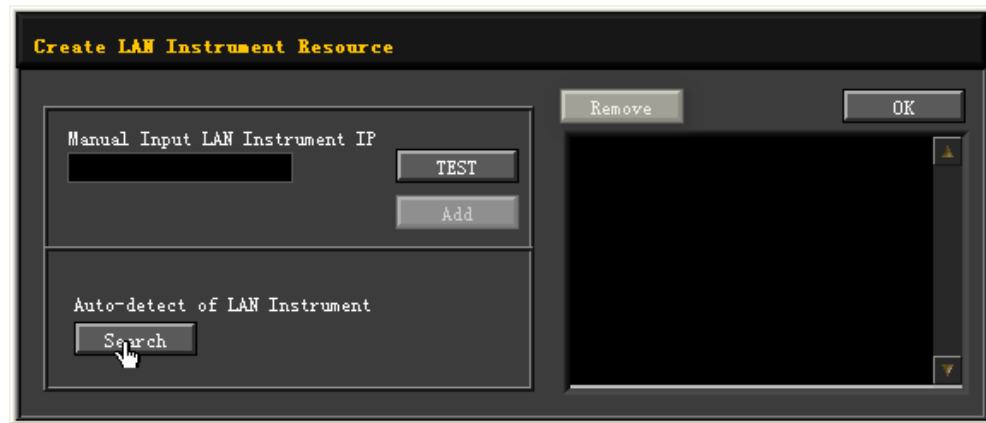 Create LAN Instrument Resource
Manual Input LAN Instrument IP
TEST
Add
Auto-detect of LAN Instrument
Search
Remove
OK